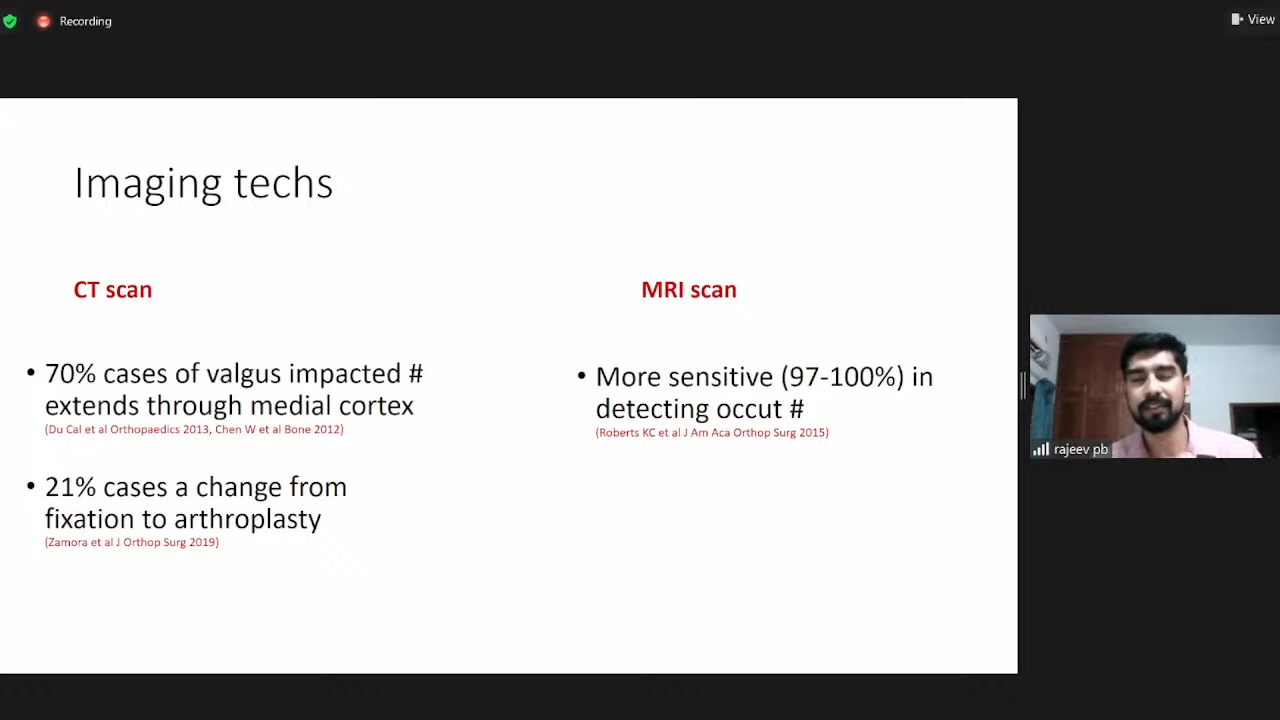 Recording
View
Imaging techs
CT scan
• 70% cases of valgus impacted #
extends through medial cortex
(Du Cal et al Orthopaedics 2013, Chen W et al Bone 2012)
• 21% cases a change from
fixation to arthroplasty
(Zamora et al J Orthop Surg 2019)
MRI scan
• More sensitive (97-100%) in
detecting occut #
(Roberts KC et al J Am Aca Orthop Surg 2015)
rajeev pb